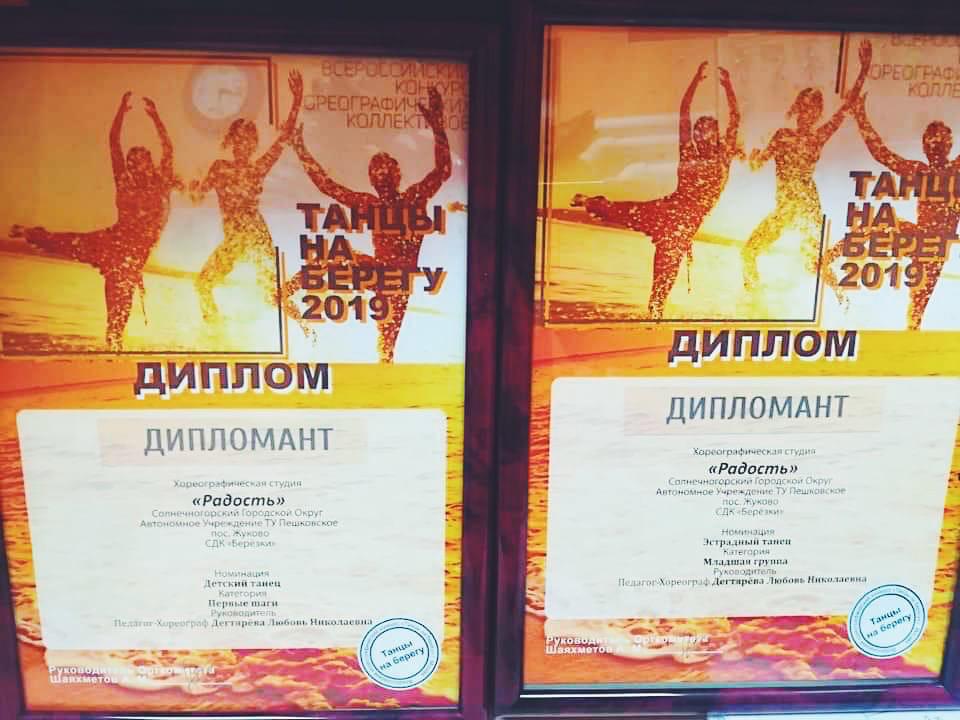 ВСЕРОССИЙСКИЙ
КОНКУРС
ХОРЕОГРАФИЧЕСКИХ
КОЛЛЕКТИВОВ
ТАНЦЫ
НА
БЕРЕГУ
2019
ДИПЛОМ
ДИПЛОМАНТ
Хореографическая студия
«Радость»
Солнечногорский Городской Округ
Автономное Учреждение ТУ Пешковское
пос. Жуково
СДК «Берёзки»
Номинация
Детский танец
Категория
Первые шаги
Руководитель
Педагог-Хореограф Дегтярёва Любовь Николаевна
Руководитель Оргкомитета
Шаяхметов А. М.
Танцы
на берегу
ХОРЕОГРАФИ
КОЛЛЕ
ТАНЦЫ
НА
БЕРЕГ
2019
ДИПЛОМ
ДИПЛОМАНТ
Хореографическая студия
«Радость»
Солнечногорский Городской Округ
Автономное Учреждение ТУ Пешковское
пос. Жуково
СДК «Берёзки»
Номинация
Эстрадный танец
Категория
Младшая группа
Руководитель
Педагог-Хореограф Дегтярёва Любовь Николаевна
Руководитель Оргкомитета
Шаяхметов А. М.
Танцы
на берегу